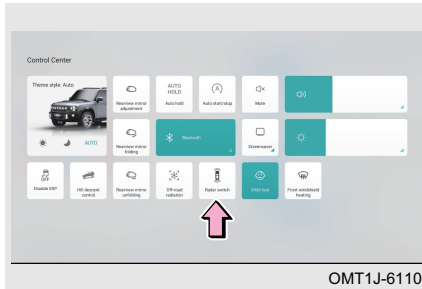 Control Center
Theme style: Auto
AUTO
Rearview mirror
adjustment
AUTO
HOLD
Auto hold
Auto start/stop
Mute
Rearview mirror
folding
Bluetooth
Screensaver
OFF
Disable ESP
Hill descent
control
Rearview mirror
unfolding
Off-road
radiation
Radar switch
Child lock
Front windshield
heating
OMT1J-6110